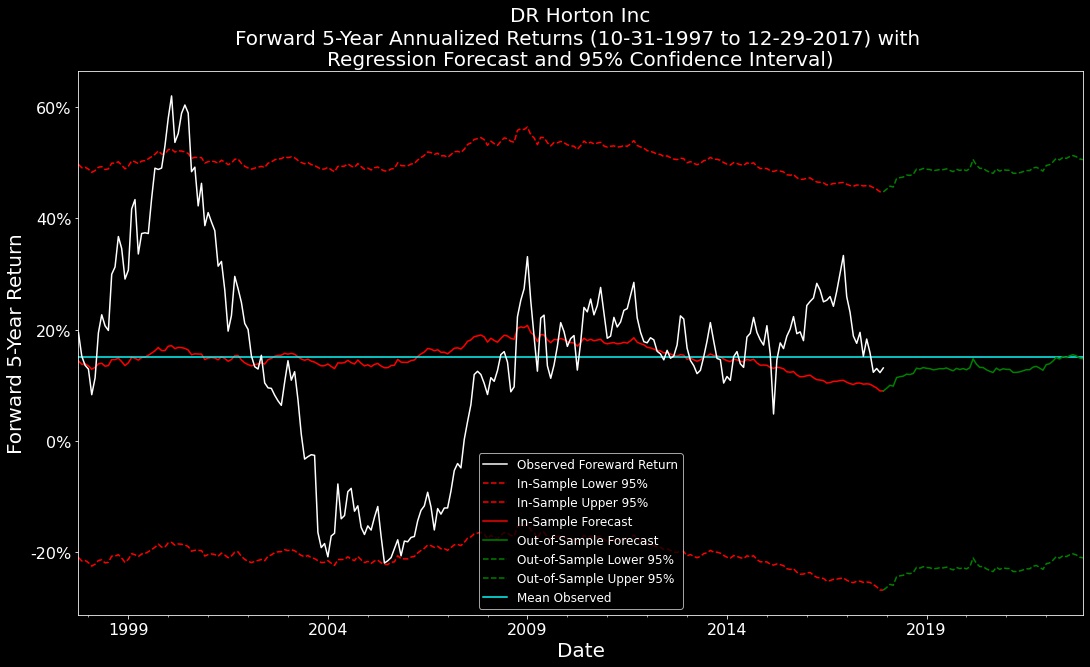 DR Horton Inc
Forward 5-Year Annualized Returns (10-31-1997 to 12-29-2017) with
Regression Forecast and 95% Confidence Interval)
Forward 5-Year Return
60%
40%
20%
0%
-20%
Observed Foreward Return
In-Sample Lower 95%
In-Sample Upper 95%
In-Sample Forecast
Out-of-Sample Forecast
Out-of-Sample Lower 95%
Out-of-Sample Upper 95%
Mean Observed
1999
2004
2009
2014
2019
Date